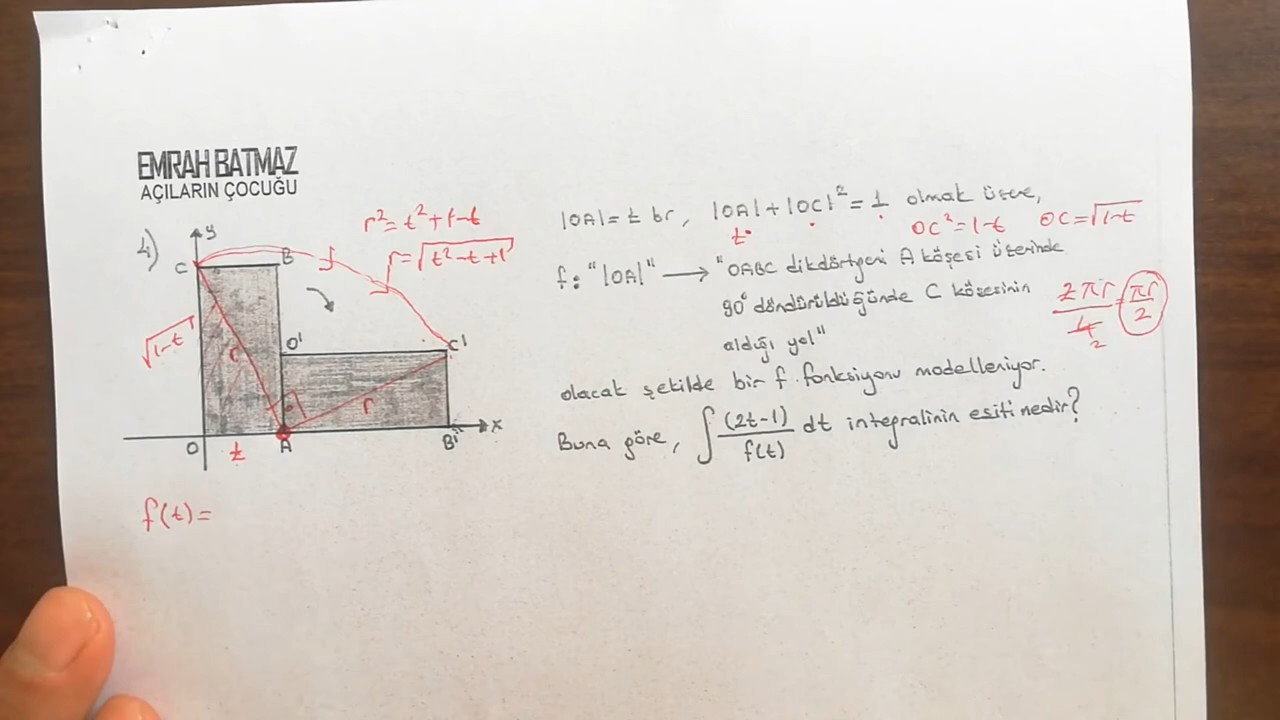 EMRAH BATMAZ
AÇILARIN ÇOCUĞU
4)
y
C
B
O'
C'
O
A
B'
x
t
√1-t
r
r
r² = t² + 1 - t
r = √t² - t + 1
|OA| = t br, |OA| + |OC|² = 1 olmak üzere,
t
OC² = 1-t OC = √1-t
f: "|OA|" → "OABC dikdörtgeni A köşesi üzerinde
90° döndürüldüğünde C köşesinin
aldığı yol"
2πr/4 = πr/2
2
olacak şekilde bir f fonksiyonu modelleniyor.
Buna göre, ∫ (2t-1)/f(t) dt integralinin eşiti nedir?
f(t) =